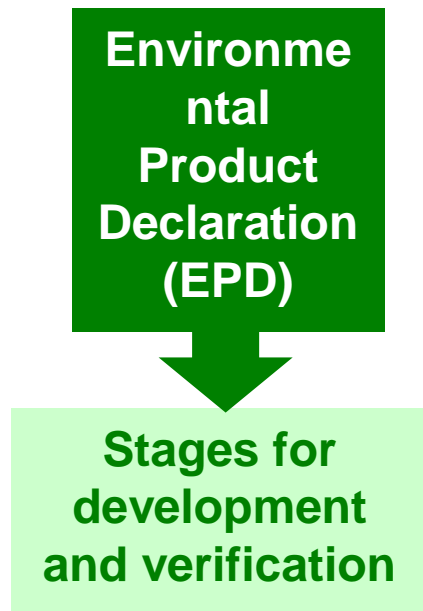 Environme
ntal
Product
Declaration
(EPD)
Stages for
development
and verification